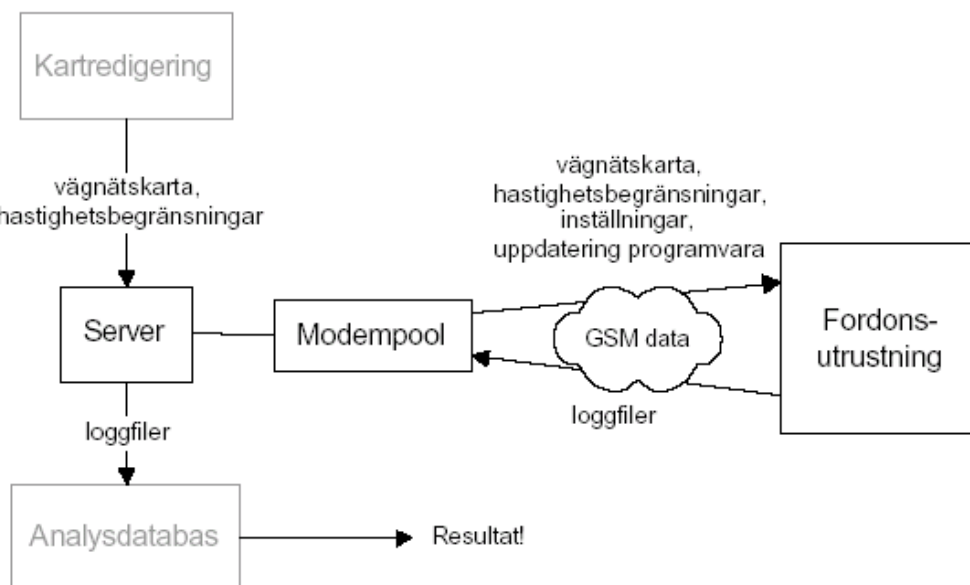 Kartredigering
vägnätskarta,
hastighetsbegränsningar
vägnätskarta,
hastighetsbegränsningar,
inställningar,
uppdatering programvara
Server
Modempool
GSM data
Fordons-
utrustning
loggfiler
loggfiler
Analysdatabas
Resultat!